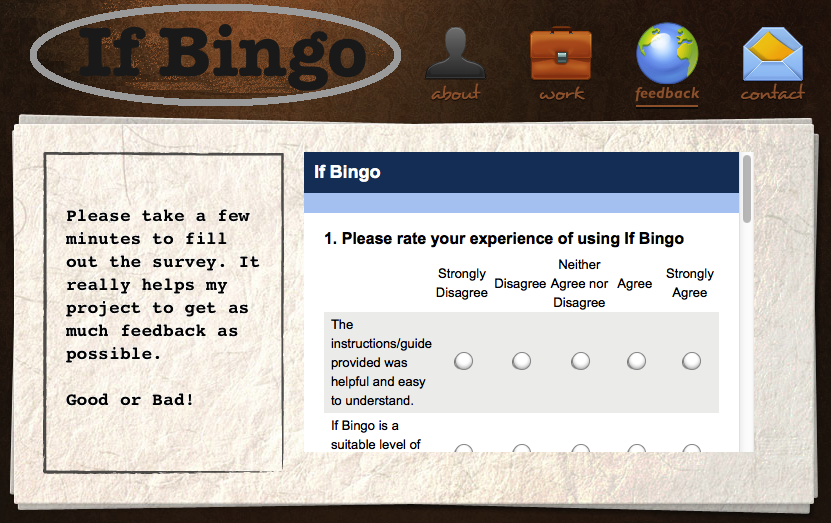 If Bingo
about
work
feedback
contact
Please take a few
minutes to fill
out the survey. It
really helps my
project to get as
much feedback as
possible.
Good or Bad!
If Bingo
1. Please rate your experience of using If Bingo
Strongly
Disagree
Disagree
Neither
Agree nor
Disagree
Agree
Strongly
Agree
The
instructions/guide
provided was
helpful and easy
to understand.
If Bingo is a
suitable level of